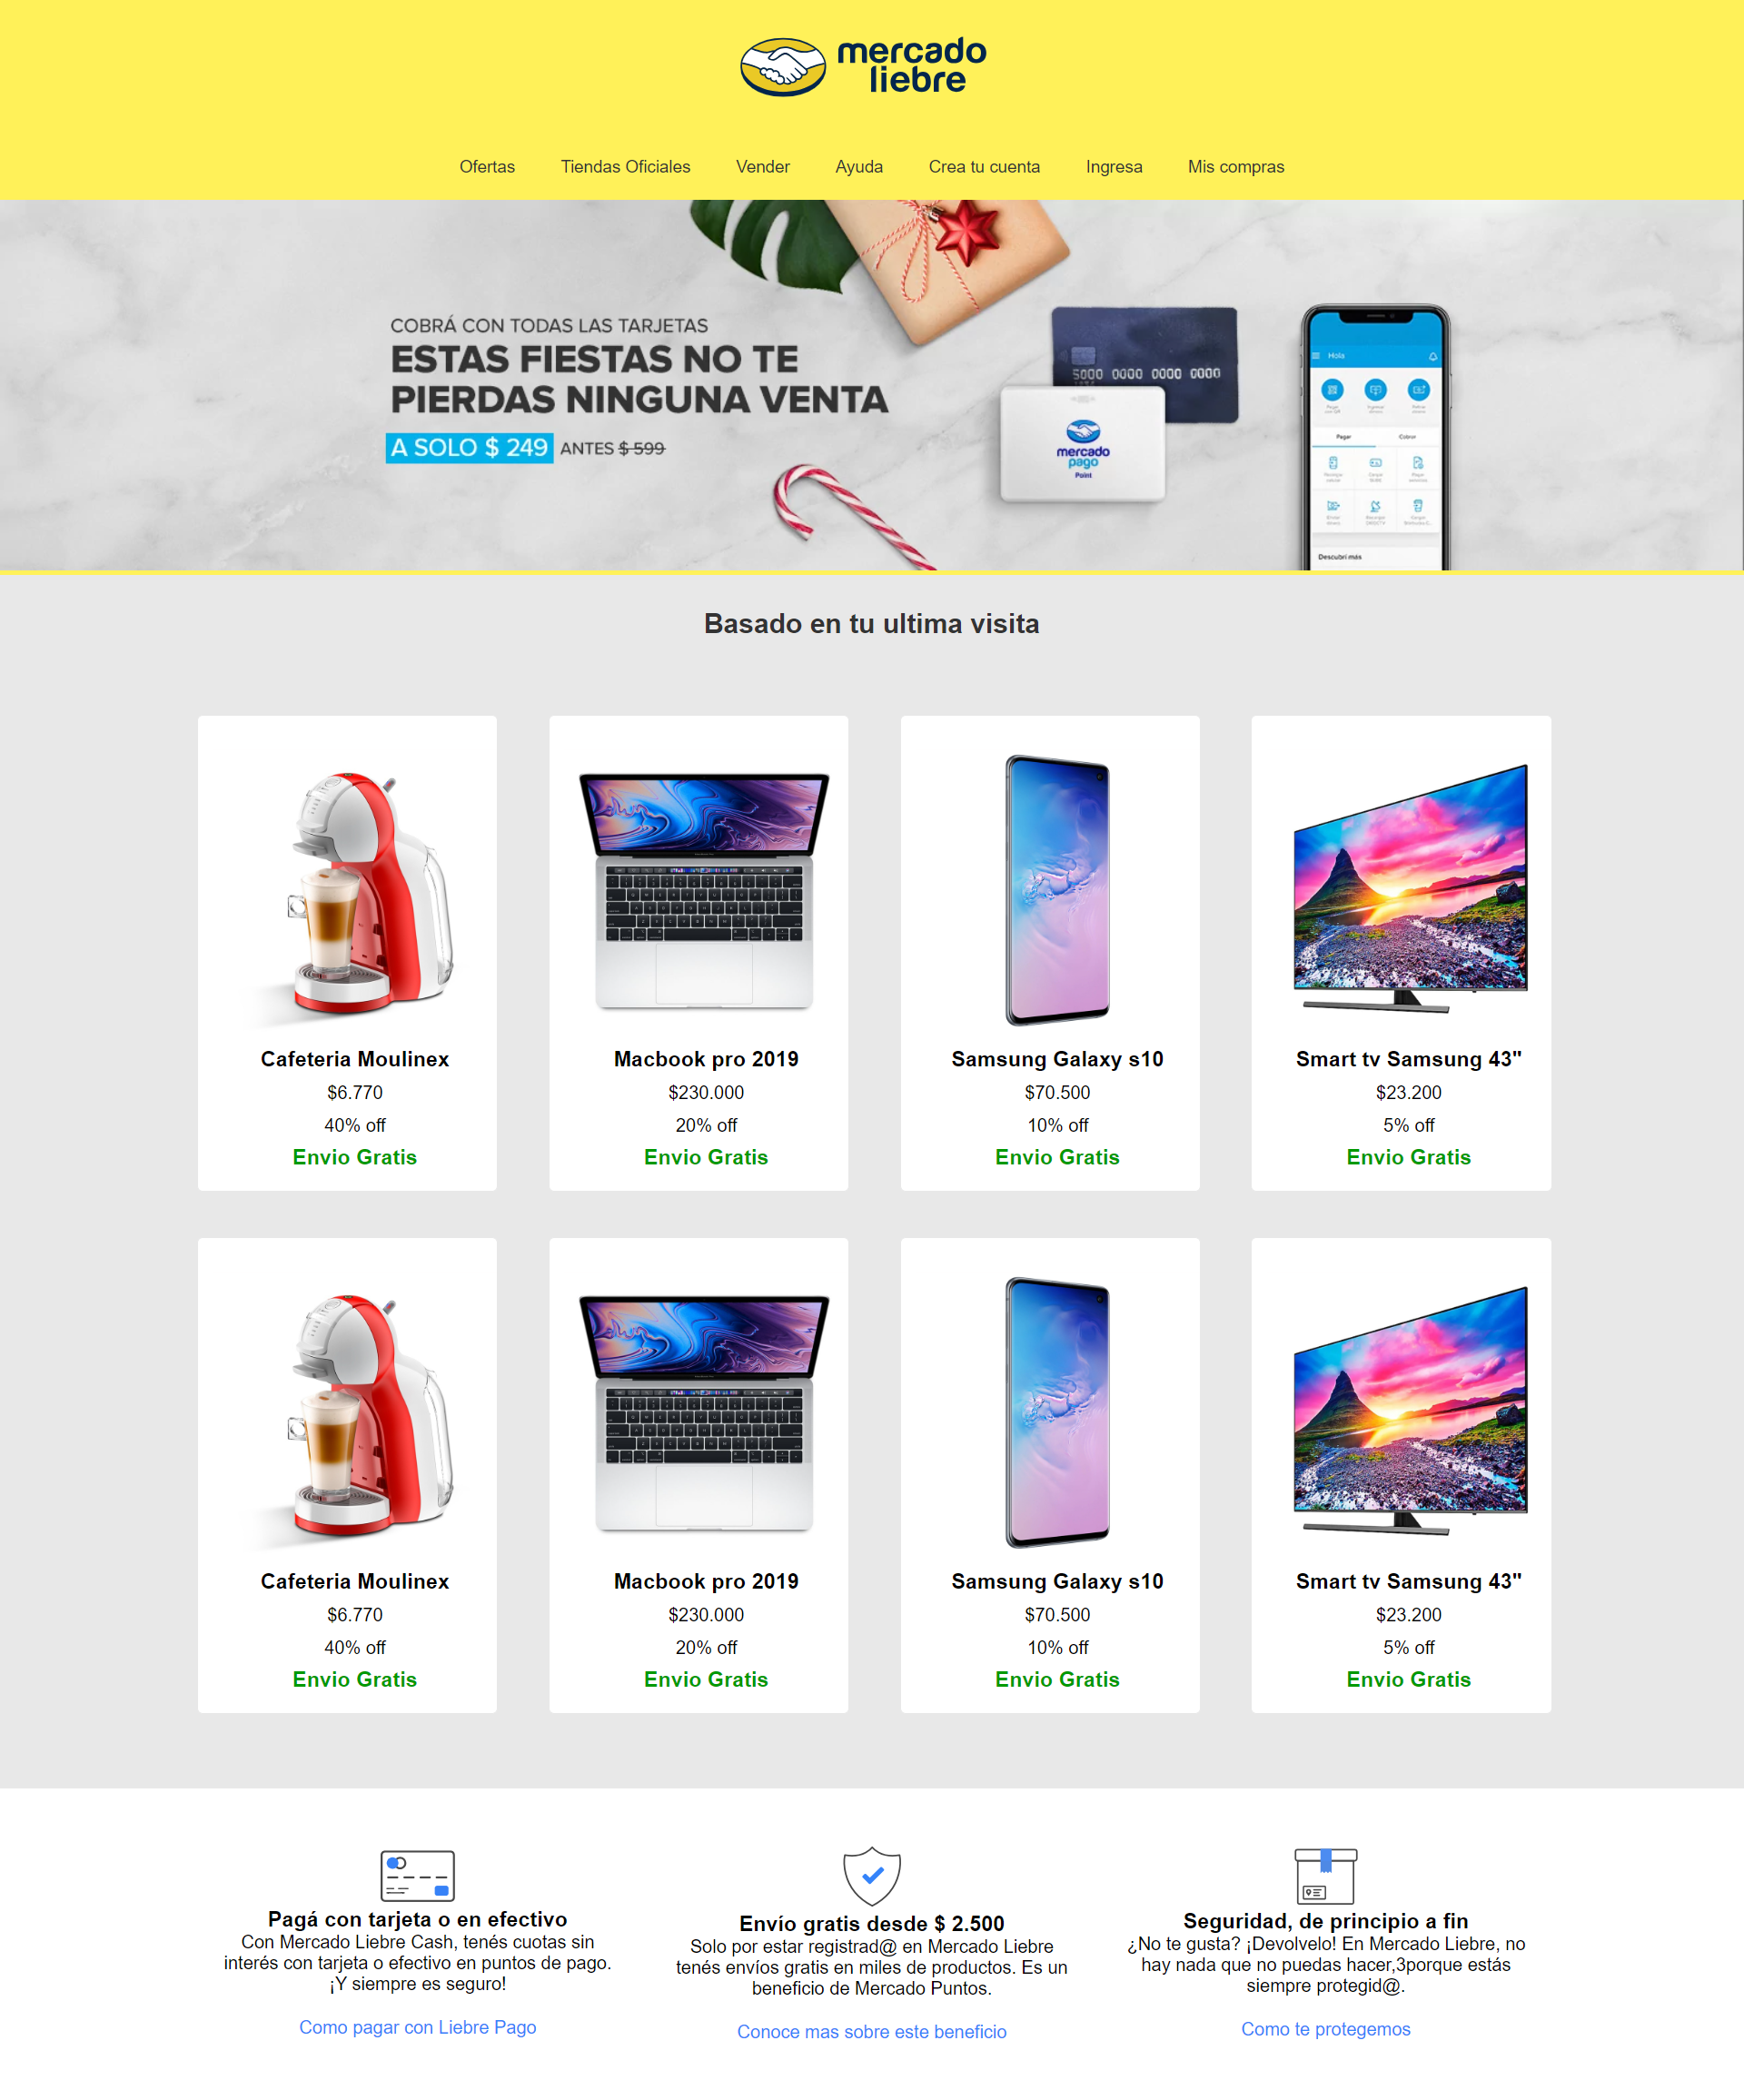 mercado
liebre
Ofertas Tiendas Oficiales Vender Ayuda Crea tu cuenta Ingresa Mis compras
COBRÁ CON TODAS LAS TARJETAS
ESTAS FIESTAS NO TE
PIERDAS NINGUNA VENTA
A SOLO $ 249 ANTES $ 599
5000 0000 0000 0000
mercado
pago
Point
Hola
Pagar Cobrar
Descubrí más
Basado en tu ultima visita
Cafeteria Moulinex
$6.770
40% off
Envio Gratis
Macbook pro 2019
$230.000
20% off
Envio Gratis
Samsung Galaxy s10
$70.500
10% off
Envio Gratis
Smart tv Samsung 43"
$23.200
5% off
Envio Gratis
Cafeteria Moulinex
$6.770
40% off
Envio Gratis
Macbook pro 2019
$230.000
20% off
Envio Gratis
Samsung Galaxy s10
$70.500
10% off
Envio Gratis
Smart tv Samsung 43"
$23.200
5% off
Envio Gratis
Pagá con tarjeta o en efectivo
Con Mercado Liebre Cash, tenés cuotas sin
interés con tarjeta o efectivo en puntos de pago.
¡Y siempre es seguro!
Como pagar con Liebre Pago
Envío gratis desde $ 2.500
Solo por estar registrad@ en Mercado Liebre
tenés envíos gratis en miles de productos. Es un
beneficio de Mercado Puntos.
Conoce mas sobre este beneficio
Seguridad, de principio a fin
¿No te gusta? ¡Devolvelo! En Mercado Liebre, no
hay nada que no puedas hacer,3porque estás
siempre protegid@.
Como te protegemos